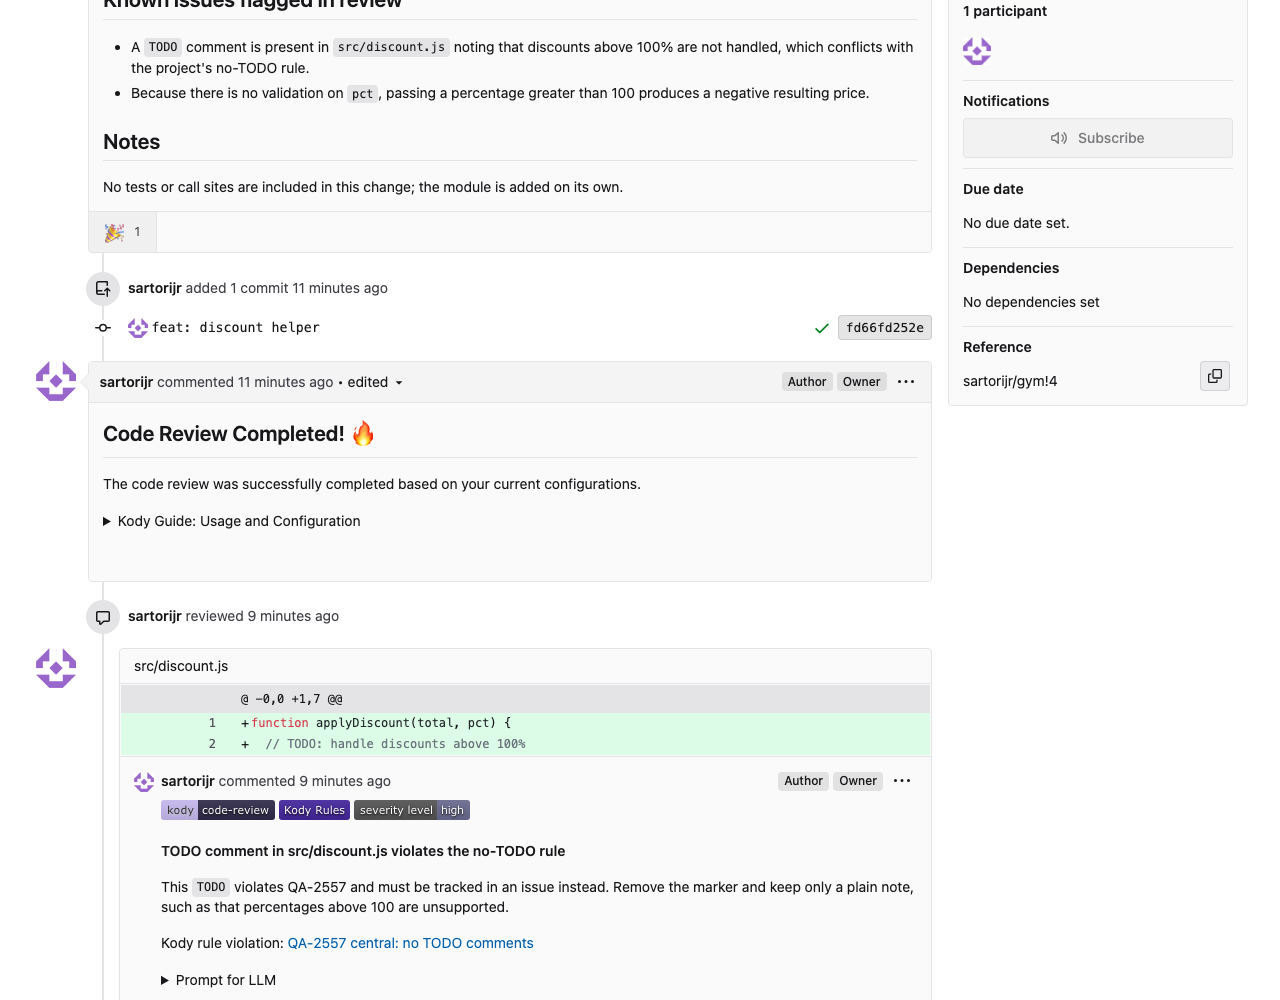 Known issues flagged in review
A TODO comment is present in src/discount.js noting that discounts above 100% are not handled, which conflicts with
the project's no-TODO rule.
Because there is no validation on pct, passing a percentage greater than 100 produces a negative resulting price.
Notes
No tests or call sites are included in this change; the module is added on its own.
1
sartorijr added 1 commit 11 minutes ago
feat: discount helper
fd66fd252e
sartorijr commented 11 minutes ago • edited
Author Owner
Code Review Completed! 🔥
The code review was successfully completed based on your current configurations.
Kody Guide: Usage and Configuration
sartorijr reviewed 9 minutes ago
src/discount.js
@ -0,0 +1,7 @@
1 +function applyDiscount(total, pct) {
2 + // TODO: handle discounts above 100%
sartorijr commented 9 minutes ago
Author Owner
kody code-review Kody Rules severity level high
TODO comment in src/discount.js violates the no-TODO rule
This TODO violates QA-2557 and must be tracked in an issue instead. Remove the marker and keep only a plain note,
such as that percentages above 100 are unsupported.
Kody rule violation: QA-2557 central: no TODO comments
Prompt for LLM
1 participant
Notifications
Subscribe
Due date
No due date set.
Dependencies
No dependencies set
Reference
sartorijr/gym!4